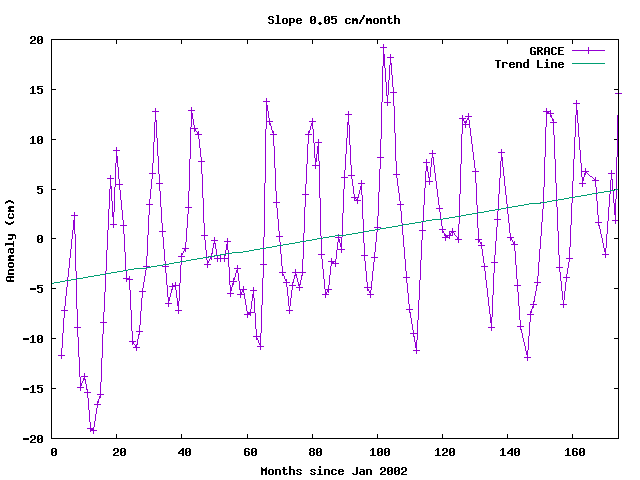 Slope 0.05 cm/month
GRACE
Trend Line
20
15
10
5
0
-5
-10
-15
-20
Anomaly (cm)
0 20 40 60 80 100 120 140 160
Months since Jan 2002